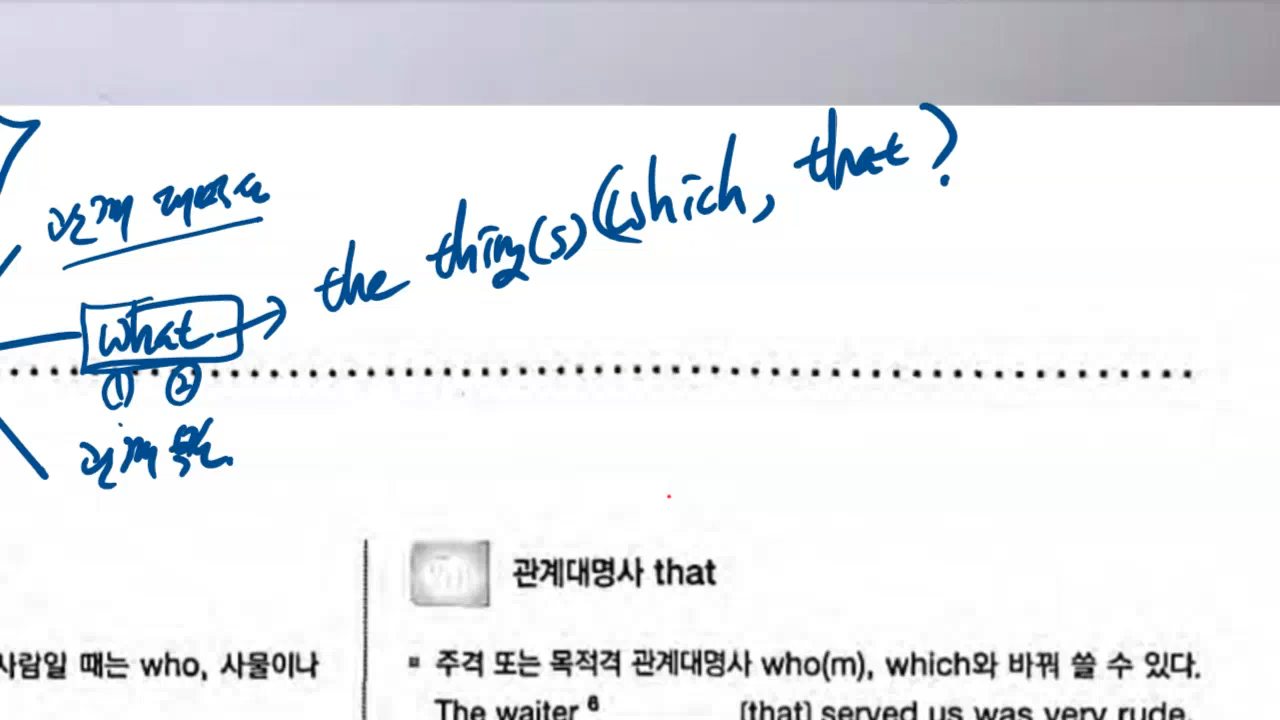 관계대명사
the thing(s) (which, that)
what
① ②
관계
관계대명사 that
사람일 때는 who, 사물이나
▪ 주격 또는 목적격 관계대명사 who(m), which와 바꿔 쓸 수 있다.
The waiter 6 (that) served us was very rude.